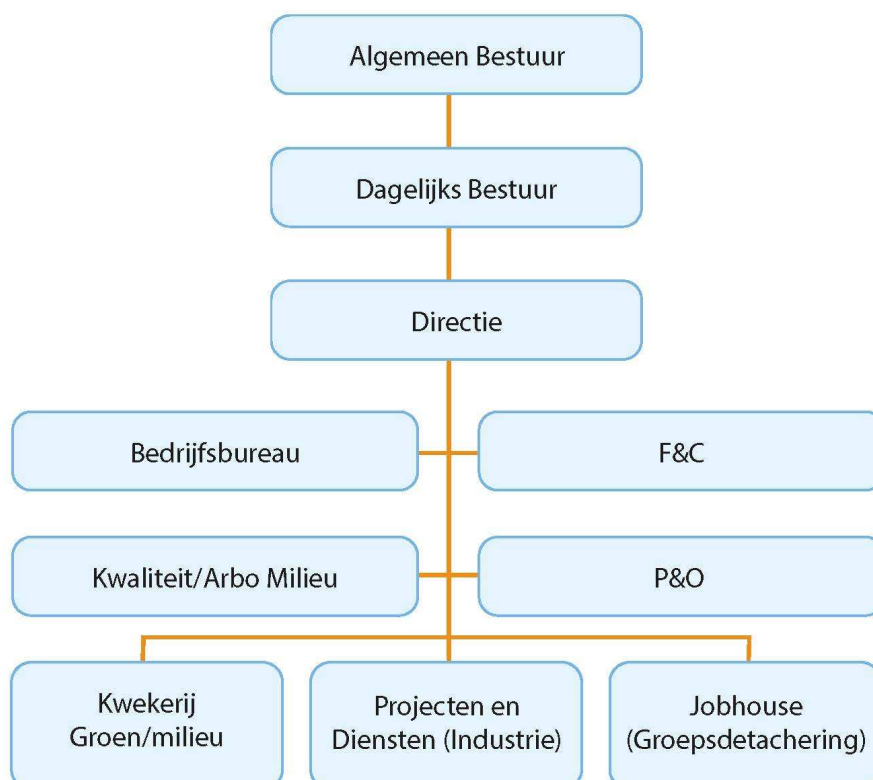 Algemeen Bestuur
Dagelijks Bestuur
Directie
Bedrijfsbureau
F&C
Kwaliteit/Arbo Milieu
P&O
Kwekerij
Groen/milieu
Projecten en
Diensten (Industrie)
Jobhouse
(Groepsdetachering)